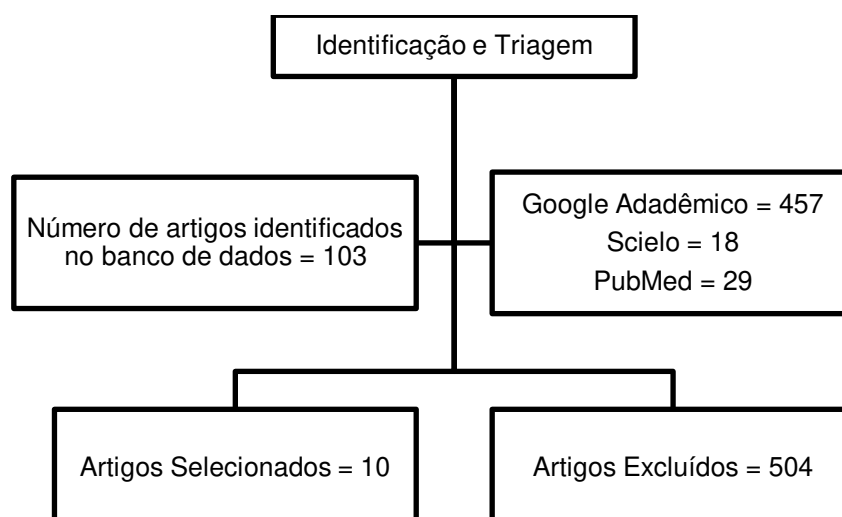 Identificação e Triagem
Número de artigos identificados
no banco de dados = 103
Google Adadêmico = 457
Scielo = 18
PubMed = 29
Artigos Selecionados = 10
Artigos Excluídos = 504